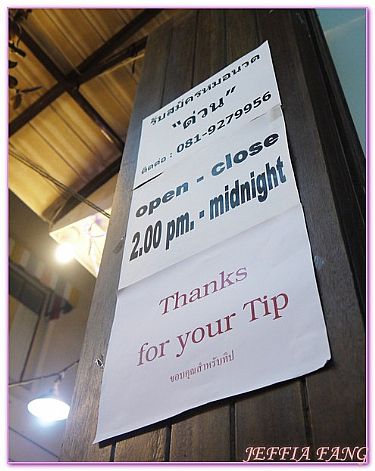 รับสมัครหมอนวด
"ด่วน"
ติดต่อ : 081-9279956
open - close
2.00 pm. - midnight
Thanks
for your Tip
ขอบคุณสำหรับทิป
JEFFIA FANG